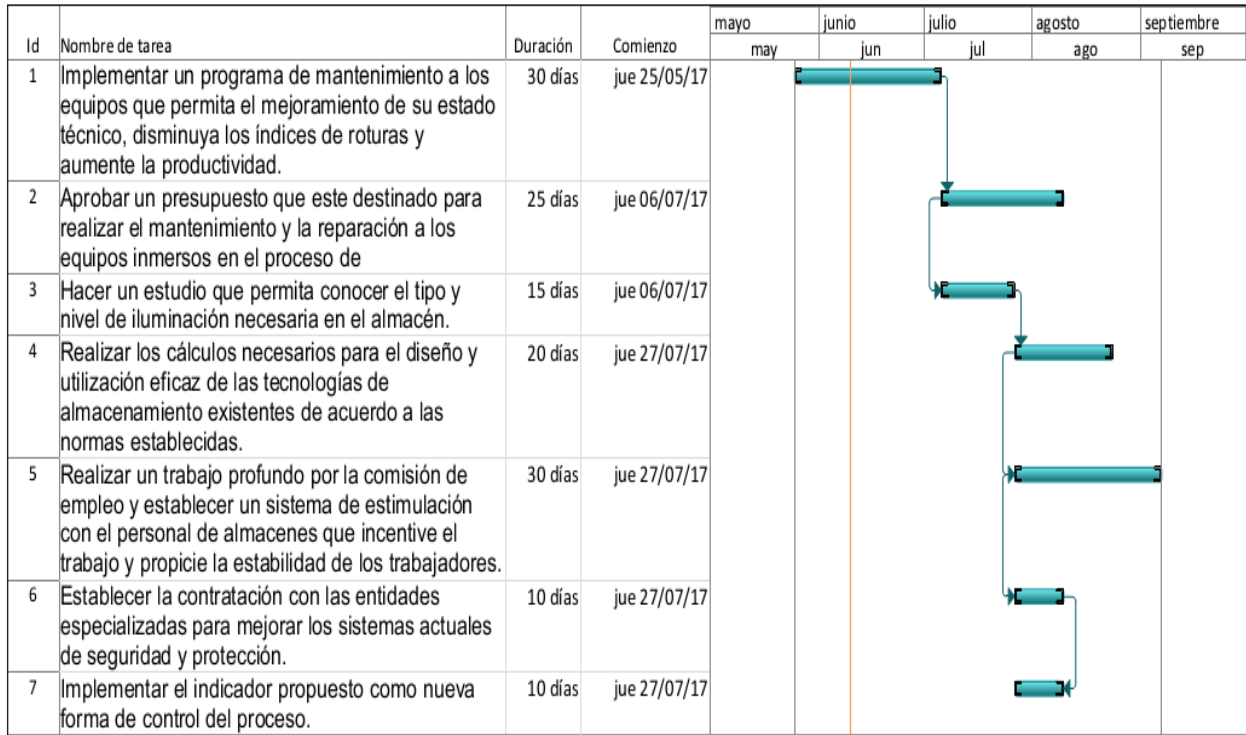 mayo junio julio agosto septiembre
Id Nombre de tarea Duración Comienzo may jun jul ago sep
1 Implementar un programa de mantenimiento a los 30 días jue 25/05/17
equipos que permita el mejoramiento de su estado
técnico, disminuya los índices de roturas y
aumente la productividad.
2 Aprobar un presupuesto que este destinado para 25 días jue 06/07/17
realizar el mantenimiento y la reparación a los
equipos inmersos en el proceso de
3 Hacer un estudio que permita conocer el tipo y 15 días jue 06/07/17
nivel de iluminación necesaria en el almacén.
4 Realizar los cálculos necesarios para el diseño y 20 días jue 27/07/17
utilización eficaz de las tecnologías de
almacenamiento existentes de acuerdo a las
normas establecidas.
5 Realizar un trabajo profundo por la comisión de 30 días jue 27/07/17
empleo y establecer un sistema de estimulación
con el personal de almacenes que incentive el
trabajo y propicie la estabilidad de los trabajadores.
6 Establecer la contratación con las entidades 10 días jue 27/07/17
especializadas para mejorar los sistemas actuales
de seguridad y protección.
7 Implementar el indicador propuesto como nueva 10 días jue 27/07/17
forma de control del proceso.